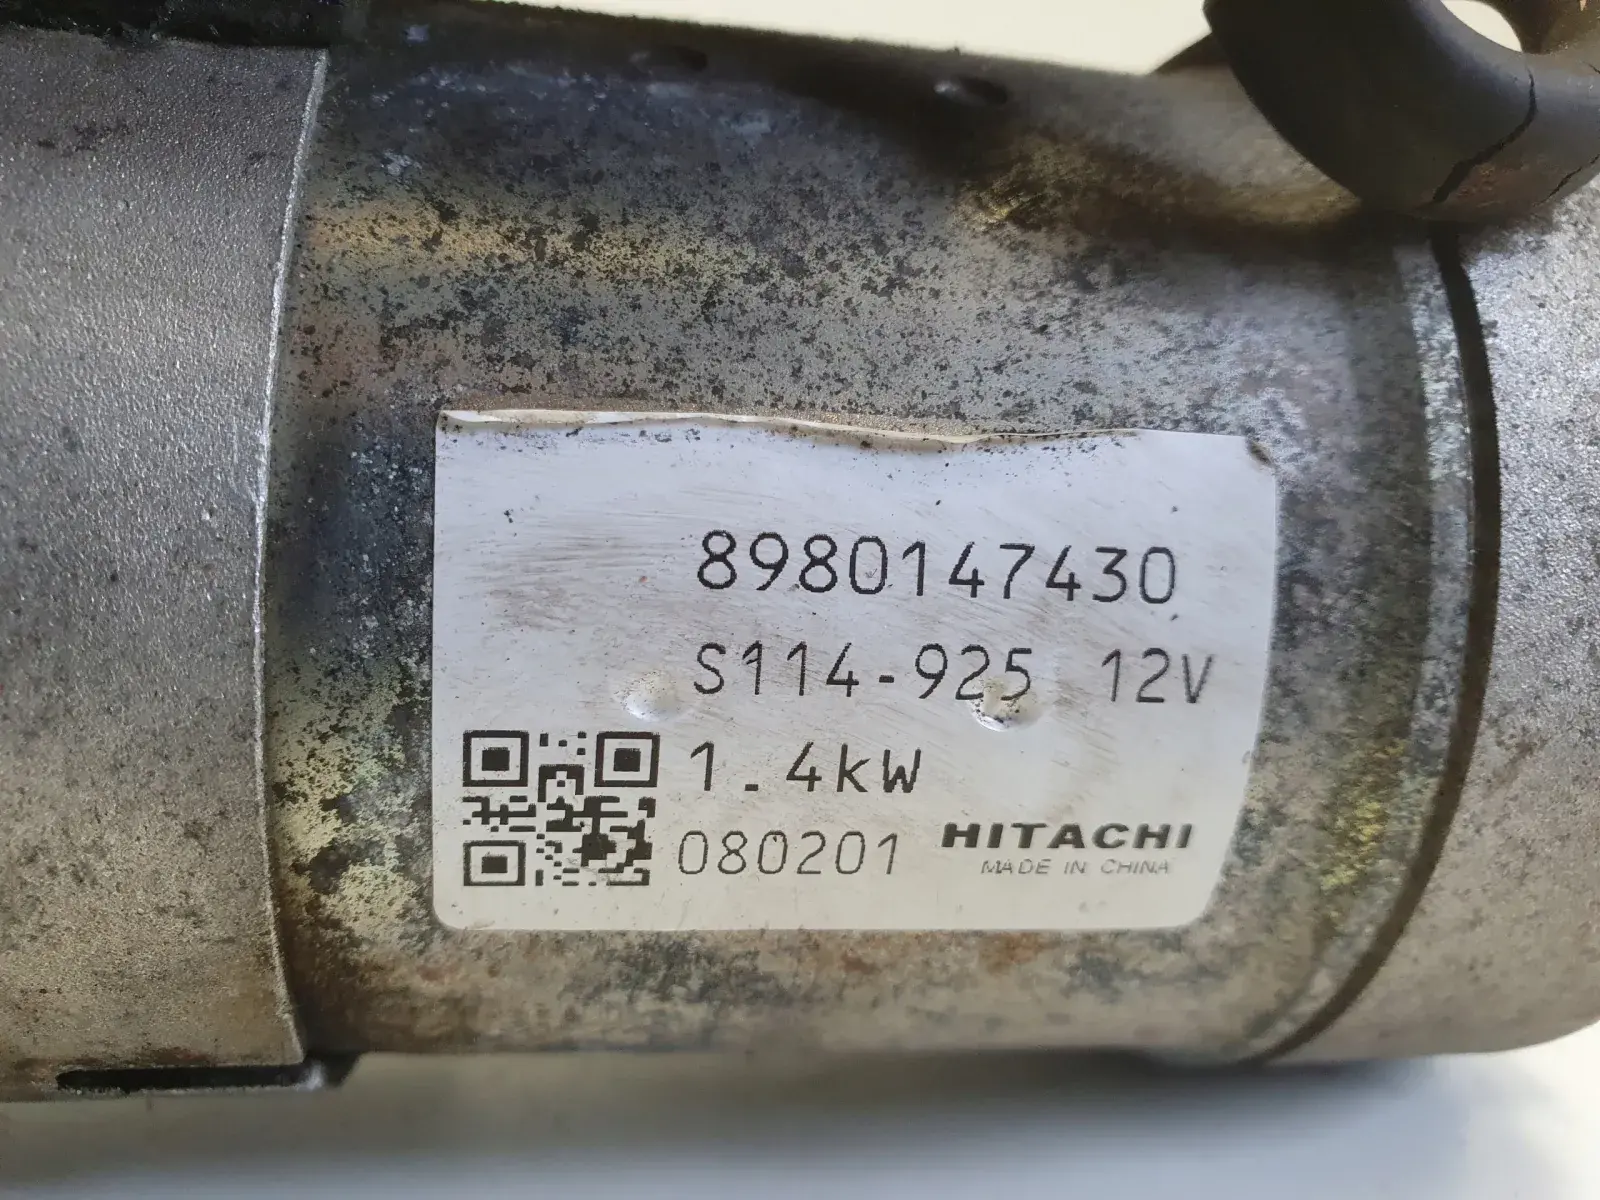 8980147430
S114-925 12V
1.4kW
080201 HITACHI
MADE IN CHINA